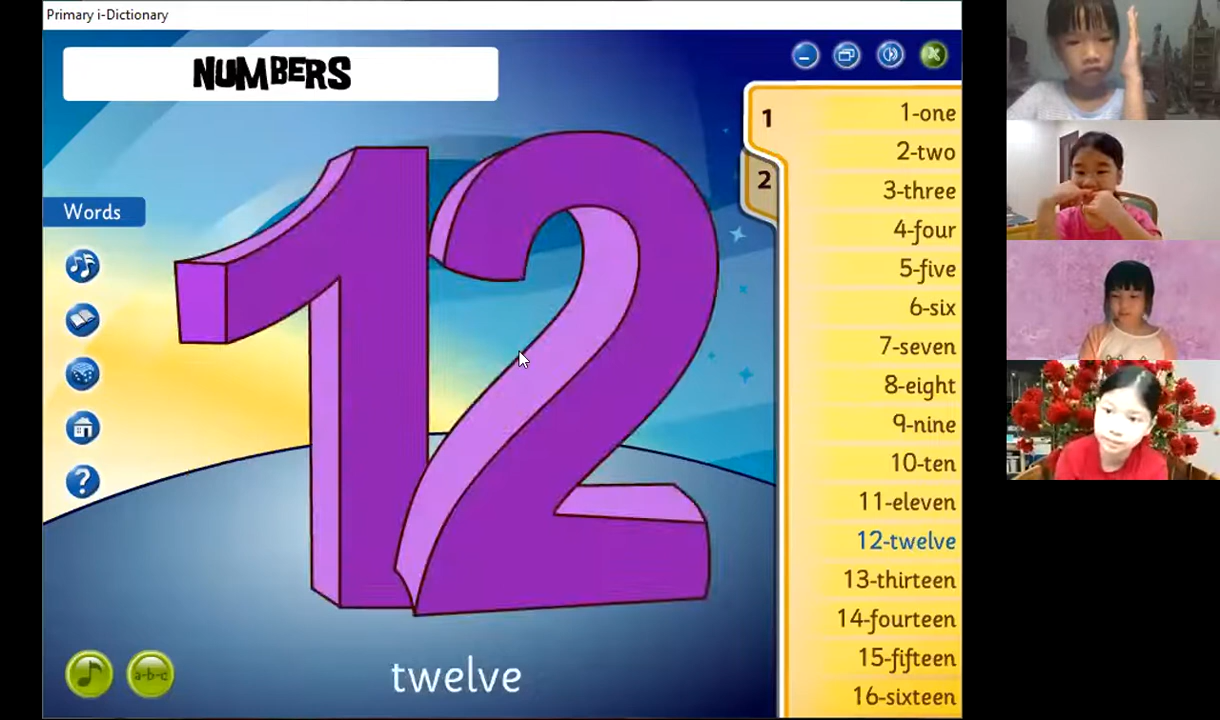 Primary i-Dictionary
NUMBERS
Words
12
twelve
a-b-c
1
2
1-one
2-two
3-three
4-four
5-five
6-six
7-seven
8-eight
9-nine
10-ten
11-eleven
12-twelve
13-thirteen
14-fourteen
15-fifteen
16-sixteen